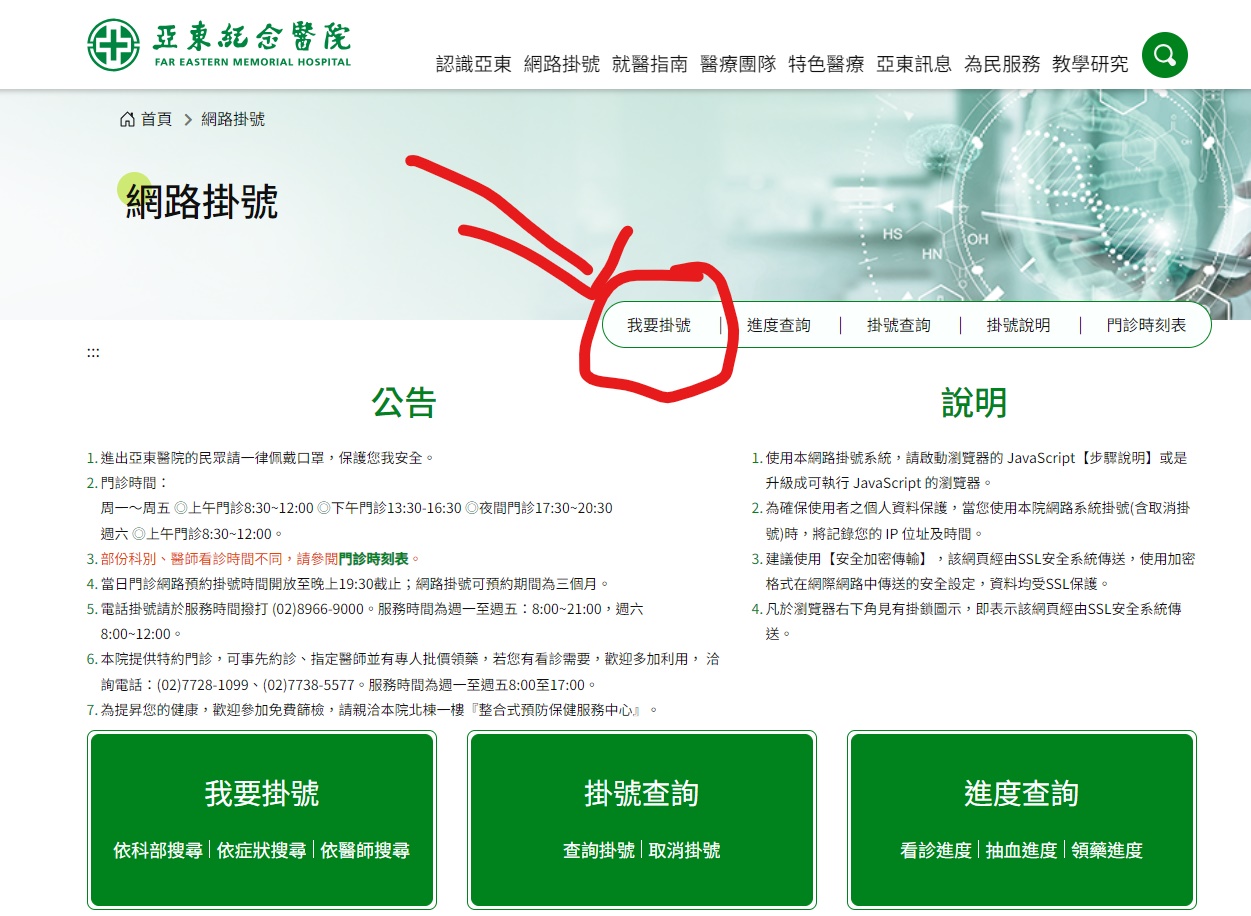 亞東紀念醫院
FAR EASTERN MEMORIAL HOSPITAL
認識亞東 網路掛號 就醫指南 醫療團隊 特色醫療 亞東訊息 為民服務 教學研究
首頁 > 網路掛號
網路掛號
HS
OH
HN
OH
我要掛號 | 進度查詢 | 掛號查詢 | 掛號說明 | 門診時刻表
:::
公告
1. 進出亞東醫院的民眾請一律佩戴口罩，保護您我安全。
2. 門診時間：
周一～周五 ◎上午門診8:30~12:00 ◎下午門診13:30-16:30 ◎夜間門診17:30~20:30
週六 ◎上午門診8:30~12:00。
3. 部份科別、醫師看診時間不同，請參閱門診時刻表。
4. 當日門診網路預約掛號時間開放至晚上19:30截止；網路掛號可預約期間為三個月。
5. 電話掛號請於服務時間撥打 (02)8966-9000。服務時間為週一至週五：8:00~21:00，週六
8:00~12:00。
6. 本院提供特約門診，可事先約診、指定醫師並有專人批價領藥，若您有看診需要，歡迎多加利用， 洽
詢電話：(02)7728-1099、(02)7738-5577。服務時間為週一至週五8:00至17:00。
7. 為提昇您的健康，歡迎參加免費篩檢，請親洽本院北棟一樓『整合式預防保健服務中心』。
說明
1. 使用本網路掛號系統，請啟動瀏覽器的 JavaScript【步驟說明】或是
升級成可執行 JavaScript 的瀏覽器。
2. 為確保使用者之個人資料保護，當您使用本院網路系統掛號(含取消掛
號)時，將記錄您的 IP 位址及時間。
3. 建議使用【安全加密傳輸】，該網頁經由SSL安全系統傳送，使用加密
格式在網際網路中傳送的安全設定，資料均受SSL保護。
4. 凡於瀏覽器右下角見有掛鎖圖示，即表示該網頁經由SSL安全系統傳
送。
我要掛號
依科部搜尋 | 依症狀搜尋 | 依醫師搜尋
掛號查詢
查詢掛號 | 取消掛號
進度查詢
看診進度 | 抽血進度 | 領藥進度